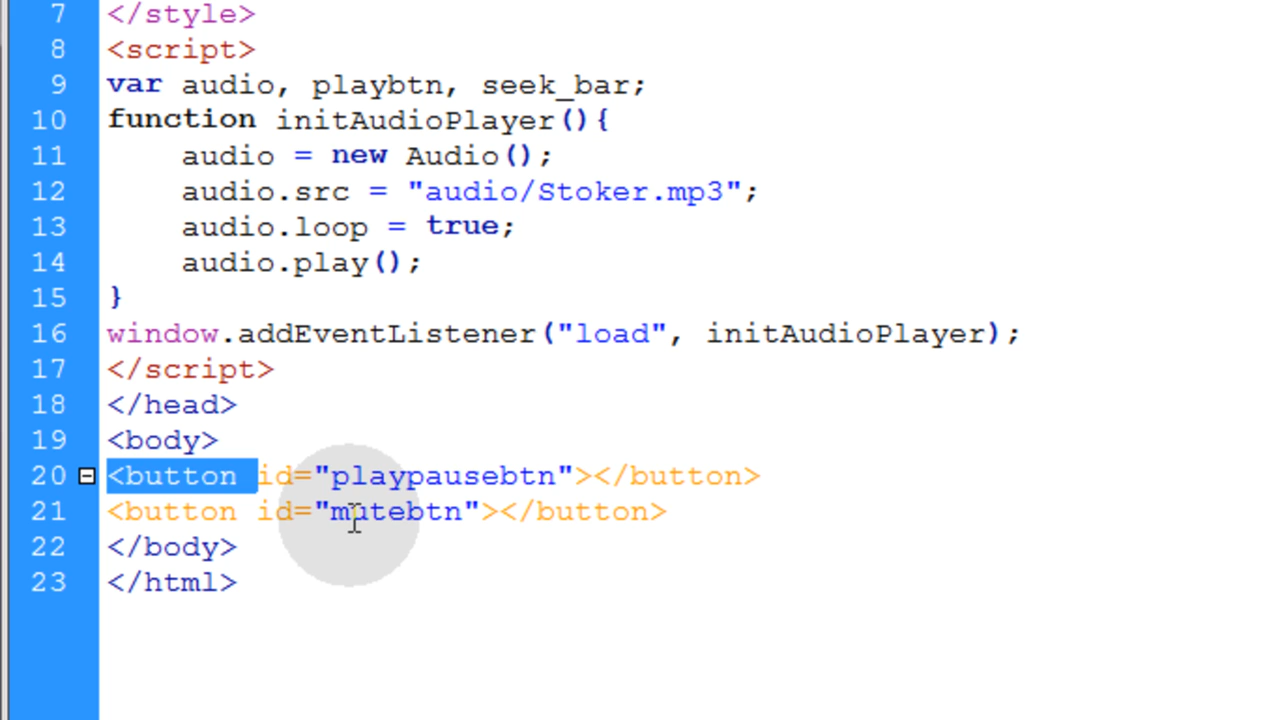 7 </style>
8 <script>
9 var audio, playbtn, seek_bar;
10 function initAudioPlayer(){
11     audio = new Audio();
12     audio.src = "audio/Stoker.mp3";
13     audio.loop = true;
14     audio.play();
15 }
16 window.addEventListener("load", initAudioPlayer);
17 </script>
18 </head>
19 <body>
20 <button id="playpausebtn"></button>
21 <button id="mutebtn"></button>
22 </body>
23 </html>